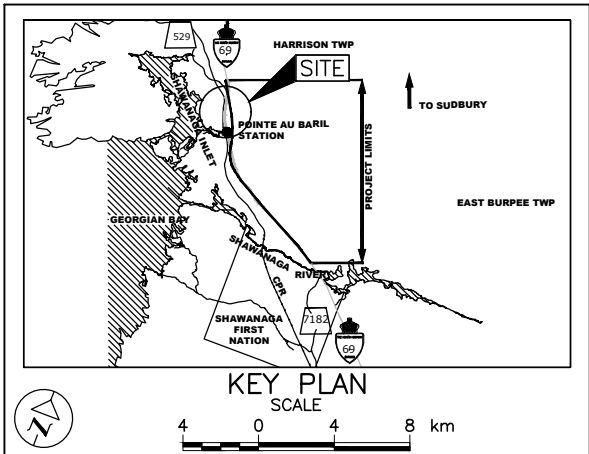 529
69
HARRISON TWP
SITE
TO SUDBURY
SHAWANAGA INLET
POINTE AU BARIL
STATION
PROJECT LIMITS
EAST BURPEE TWP
GEORGIAN BAY
SHAWANAGA
RIVER
CPR
SHAWANAGA
FIRST
NATION
7182
69
KEY PLAN
SCALE
N
4 0 4 8 km